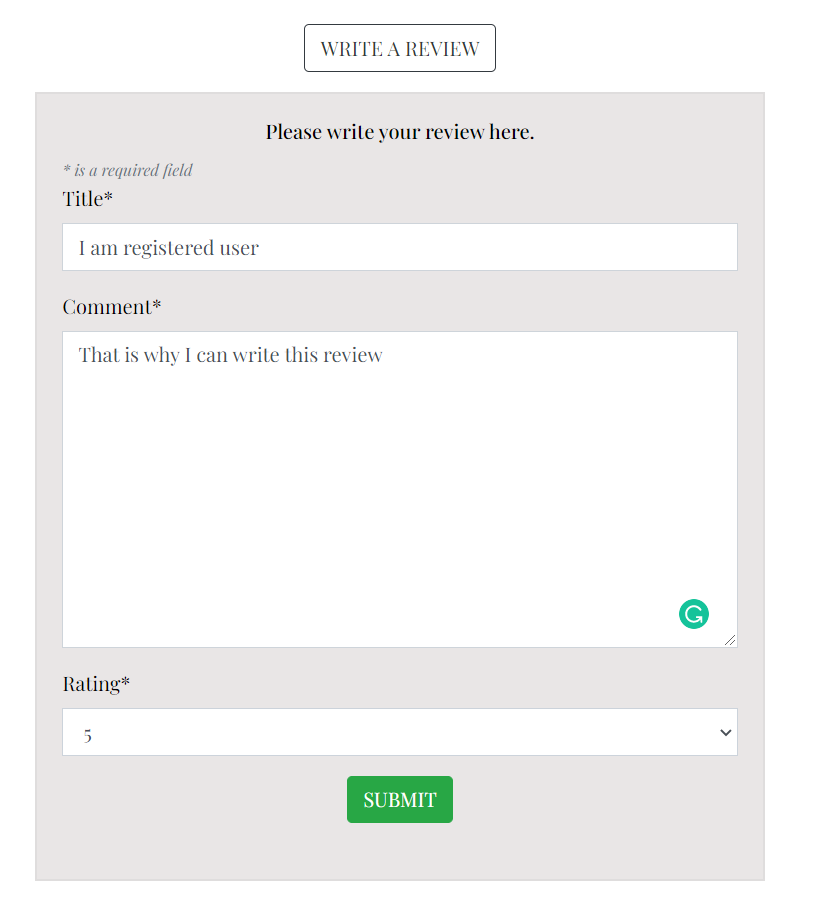 WRITE A REVIEW
Please write your review here.
* is a required field
Title*
I am registered user
Comment*
That is why I can write this review
Rating*
5
SUBMIT